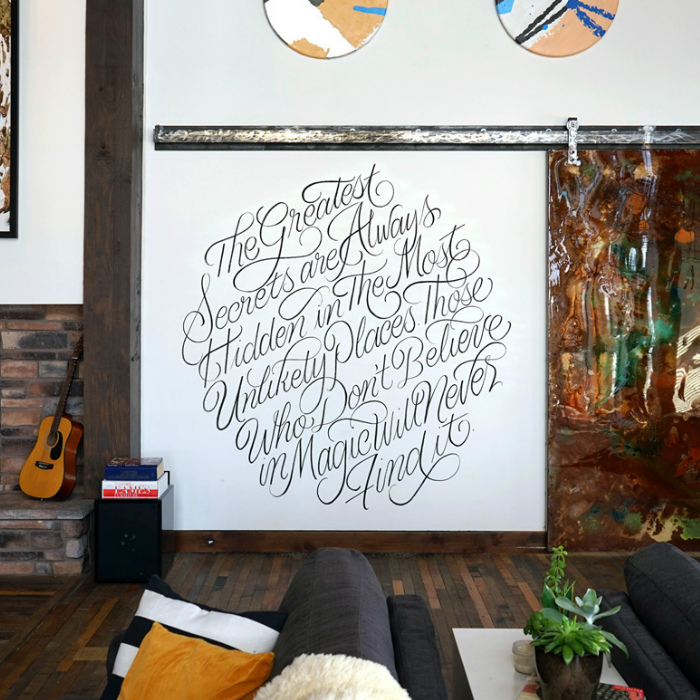 The Greatest
Secrets are Always
Hidden in The Most
Unlikely Places Those
Who Don't Believe
in Magic Will Never
Find it.